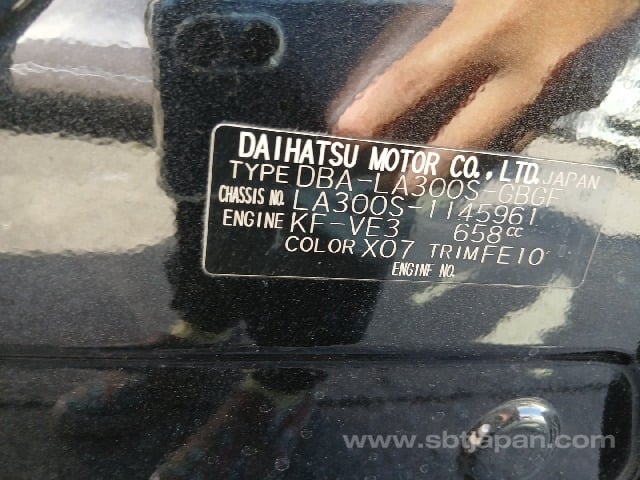 DAIHATSU MOTOR CO., LTD. JAPAN
TYPE DBA-LA300S-GBGF
CHASSIS NO. LA300S-1145961
ENGINE KF-VE3 658cc
COLOR X07 TRIM FE10
ENGINE NO.
www.sbtjapan.com